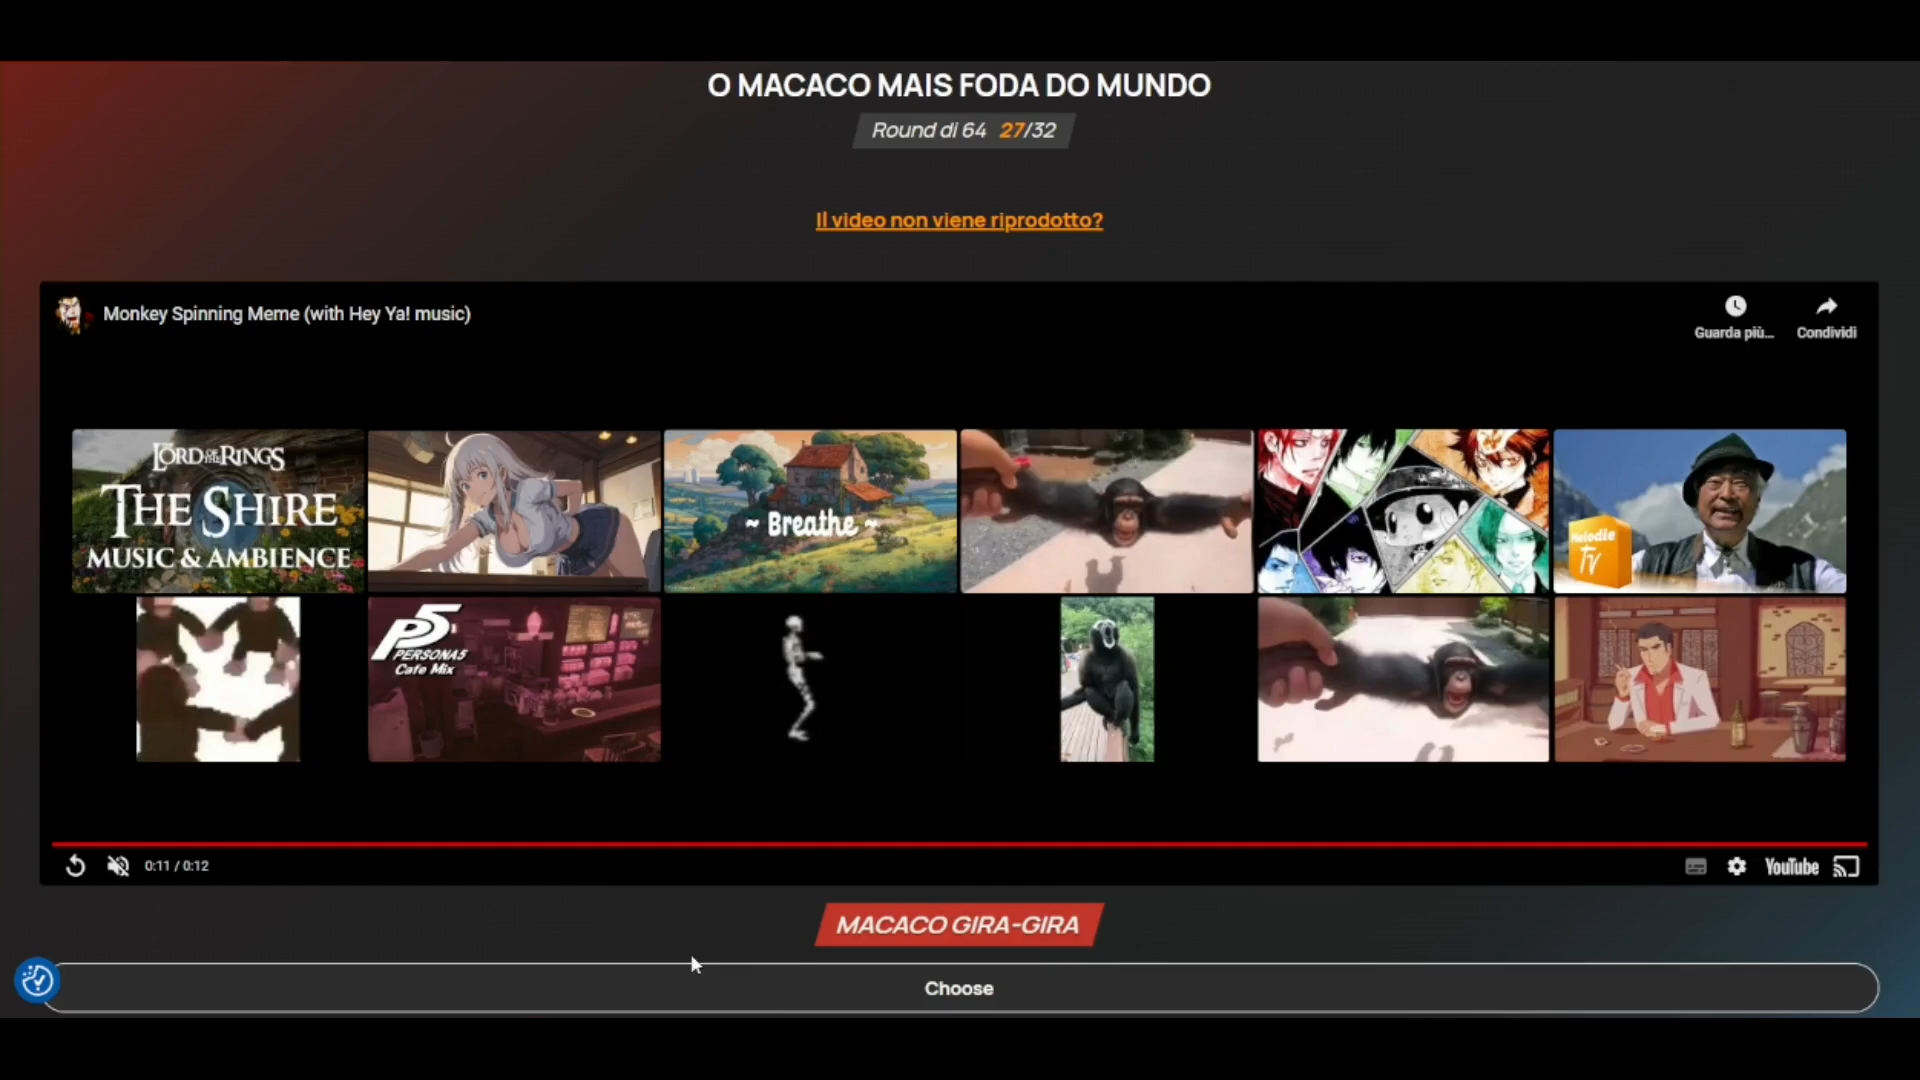 O MACACO MAIS FODA DO MUNDO
Round di 64 27/32
Il video non viene riprodotto?
Monkey Spinning Meme (with Hey Ya! music)
Guarda più...
Condividi
LORD OF THE RINGS
THE SHIRE
MUSIC & AMBIENCE
~ Breathe ~
Melodie
TV
P5
PERSONA5
Cafe Mix
0:11 / 0:12
YouTube
MACACO GIRA-GIRA
Choose